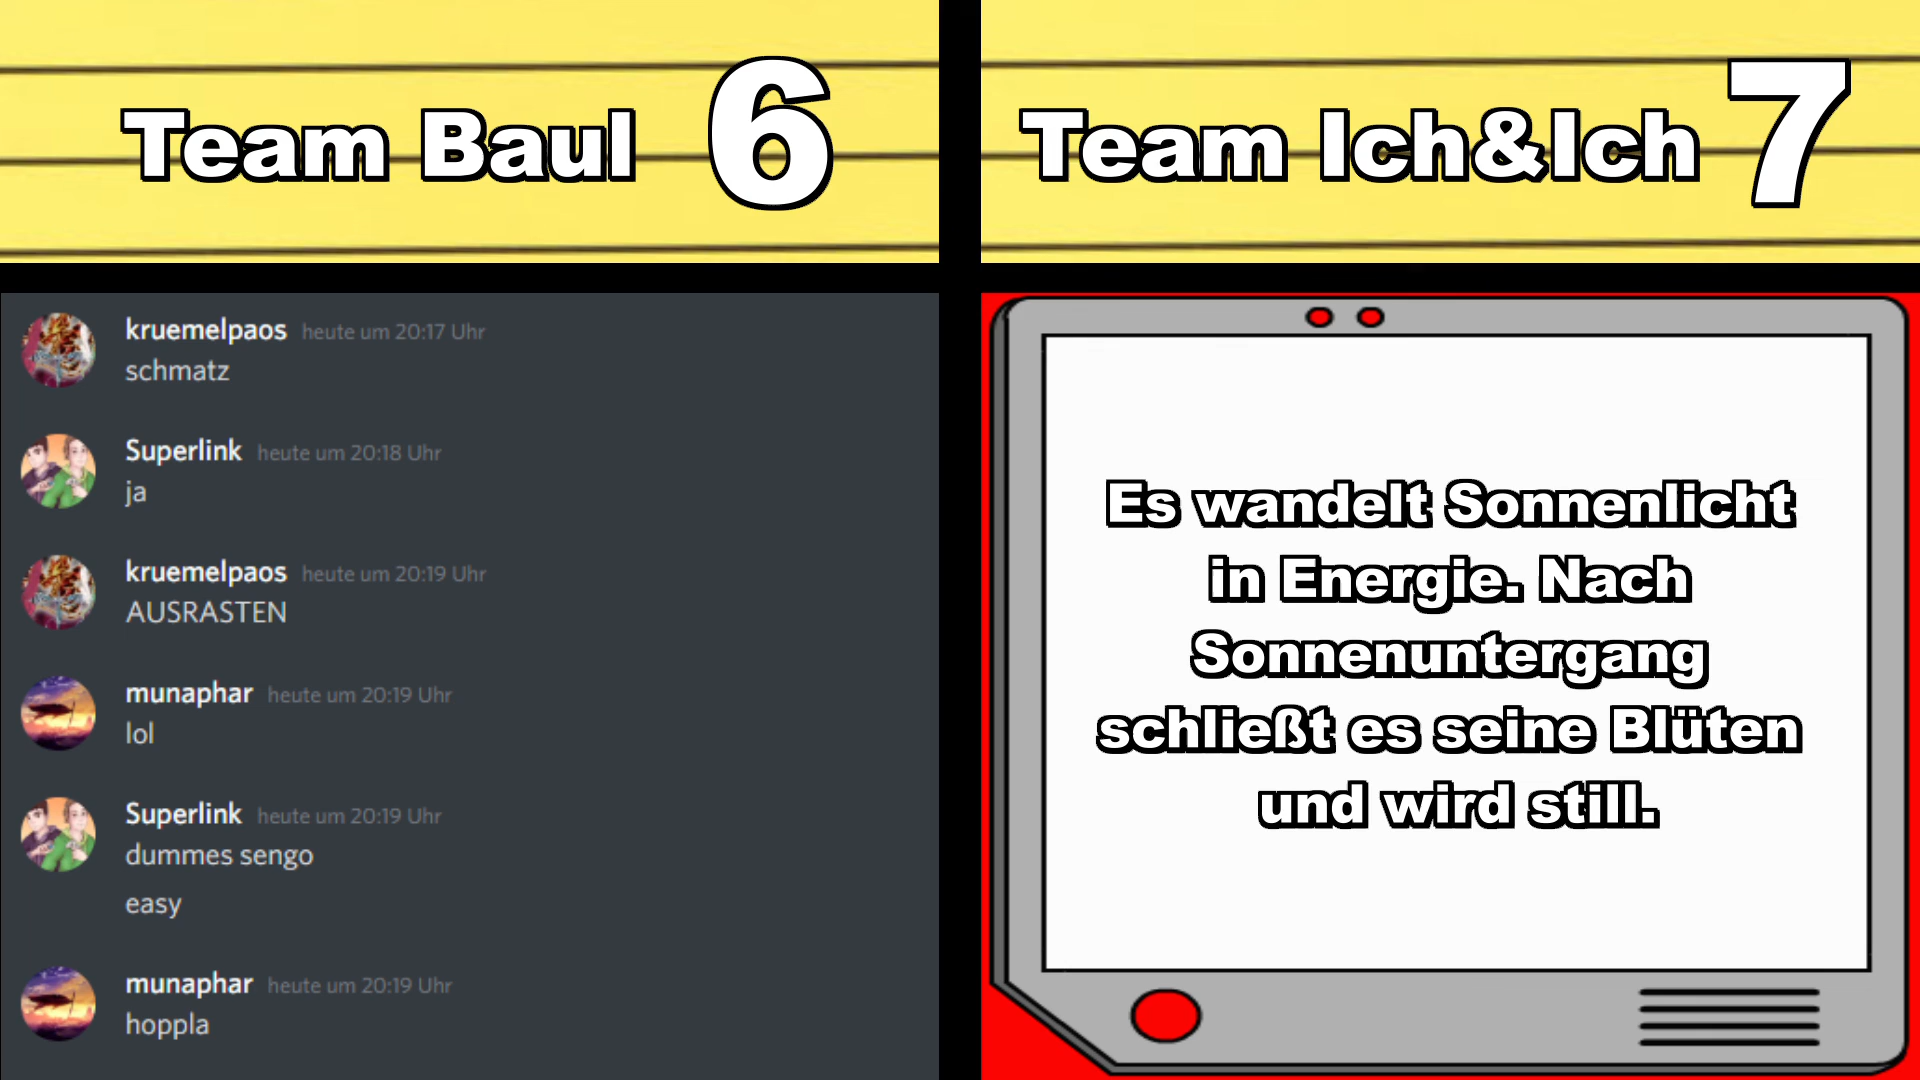 Team Baul 6
Team Ich&Ich 7
kruemelpaos heute um 20:17 Uhr
schmatz
Superlink heute um 20:18 Uhr
ja
kruemelpaos heute um 20:19 Uhr
AUSRASTEN
munaphar heute um 20:19 Uhr
lol
Superlink heute um 20:19 Uhr
dummes sengo
easy
munaphar heute um 20:19 Uhr
hoppla
Es wandelt Sonnenlicht
in Energie. Nach
Sonnenuntergang
schließt es seine Blüten
und wird still.